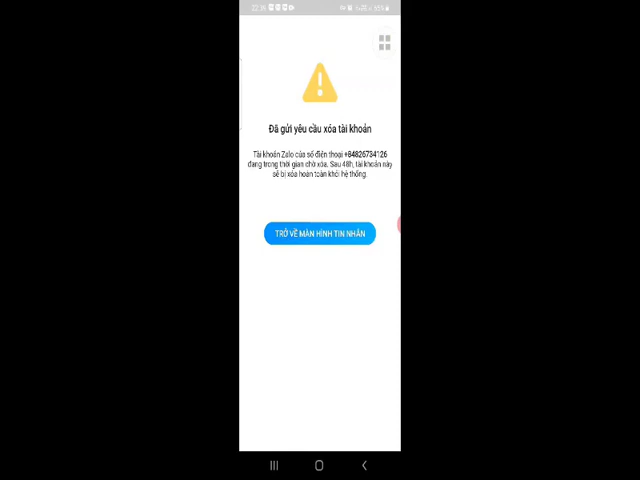 Đã gửi yêu cầu xóa tài khoản
Tài khoản Zalo của số điện thoại +84826734126
đang trong thời gian chờ xóa. Sau 48h, tài khoản này
sẽ bị xóa hoàn toàn khỏi hệ thống.
TRỞ VỀ MÀN HÌNH TIN NHẮN